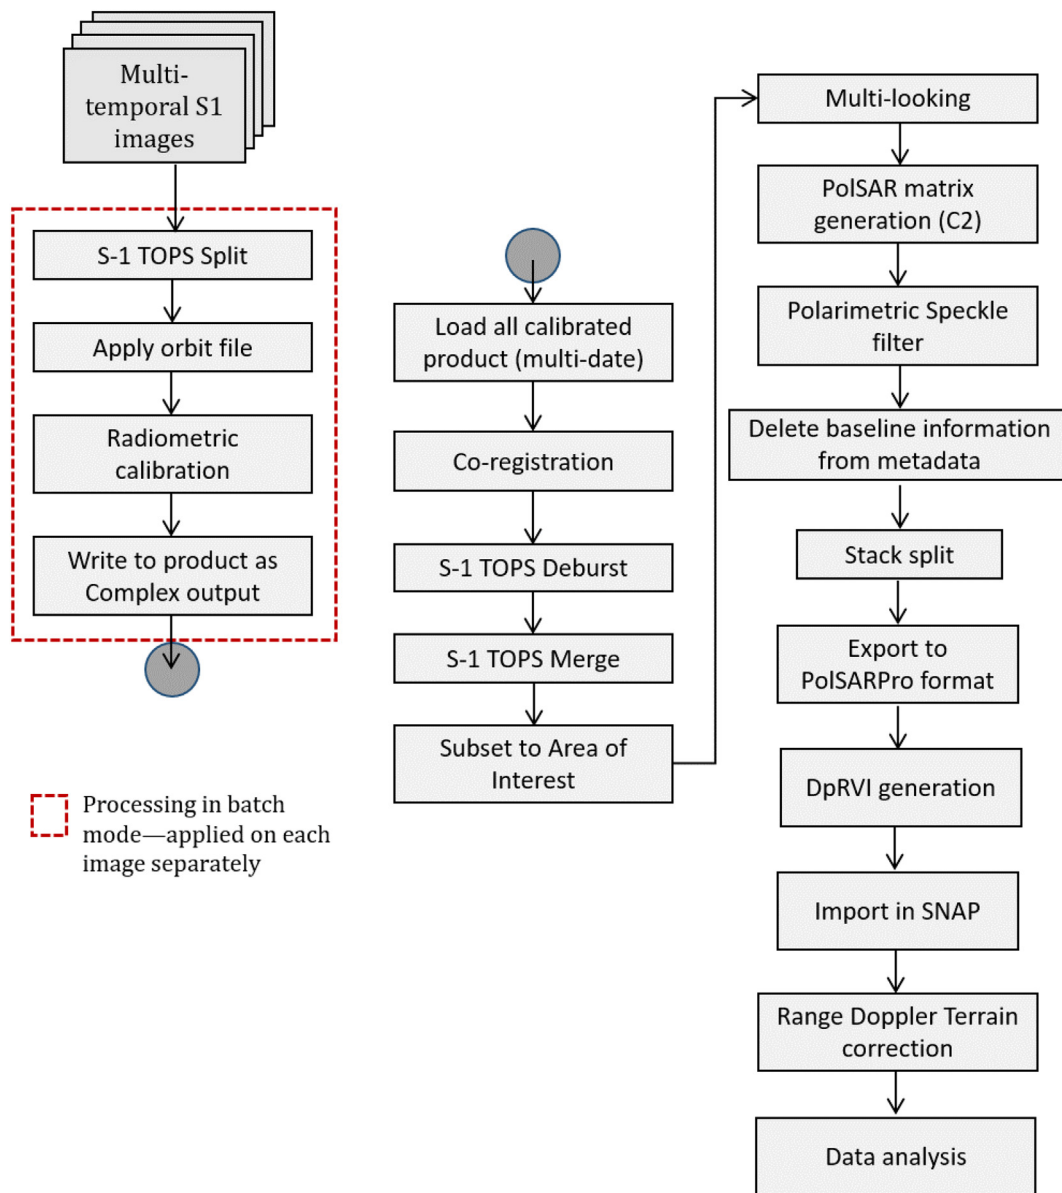 Multi-
temporal S1
images
S-1 TOPS Split
Apply orbit file
Radiometric
calibration
Write to product as
Complex output
Processing in batch
mode—applied on each
image separately
Load all calibrated
product (multi-date)
Co-registration
S-1 TOPS Deburst
S-1 TOPS Merge
Subset to Area of
Interest
Multi-looking
PolSAR matrix
generation (C2)
Polarimetric Speckle
filter
Delete baseline information
from metadata
Stack split
Export to
PolSARPro format
DpRVI generation
Import in SNAP
Range Doppler Terrain
correction
Data analysis